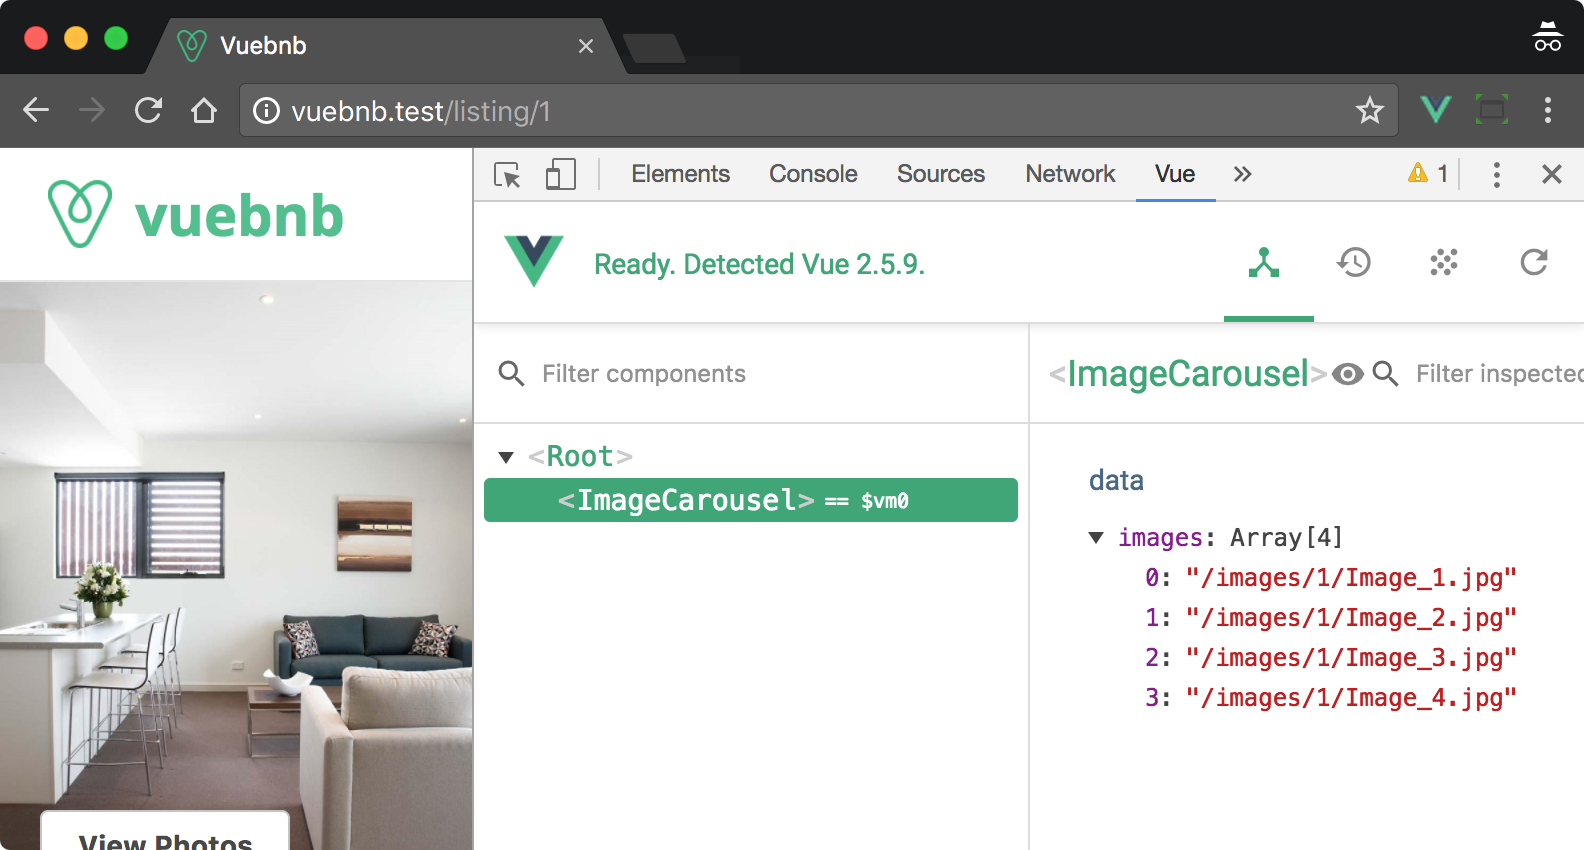 Vuebnb
vuebnb.test/listing/1
vuebnb
Elements Console Sources Network Vue » 1
Ready. Detected Vue 2.5.9.
Filter components
<ImageCarousel> Filter inspected
<Root>
<ImageCarousel> == $vm0
data
images: Array[4]
0: "/images/1/Image_1.jpg"
1: "/images/1/Image_2.jpg"
2: "/images/1/Image_3.jpg"
3: "/images/1/Image_4.jpg"
View Photos